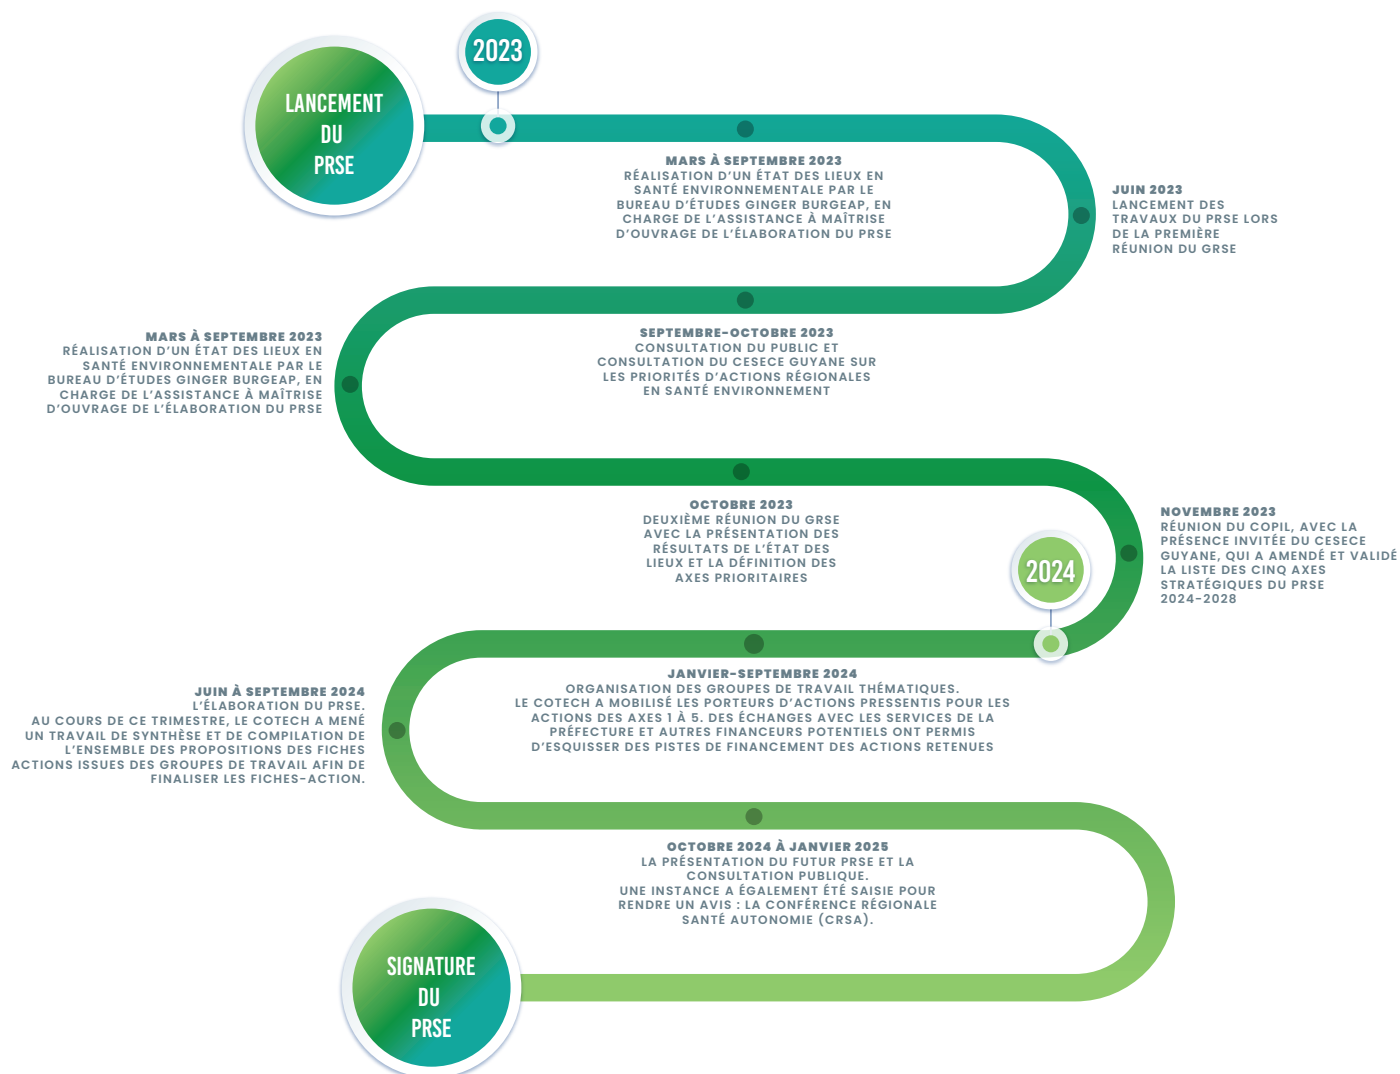 LANCEMENT
DU
PRSE
2023
MARS À SEPTEMBRE 2023
RÉALISATION D'UN ÉTAT DES LIEUX EN
SANTÉ ENVIRONNEMENTALE PAR LE
BUREAU D'ÉTUDES GINGER BURGEAP, EN
CHARGE DE L'ASSISTANCE À MAÎTRISE
D'OUVRAGE DE L'ÉLABORATION DU PRSE
JUIN 2023
LANCEMENT DES
TRAVAUX DU PRSE LORS
DE LA PREMIÈRE
RÉUNION DU GRSE
SEPTEMBRE-OCTOBRE 2023
CONSULTATION DU PUBLIC ET
CONSULTATION DU CESECE GUYANE SUR
LES PRIORITÉS D'ACTIONS RÉGIONALES
EN SANTÉ ENVIRONNEMENT
MARS À SEPTEMBRE 2023
RÉALISATION D'UN ÉTAT DES LIEUX EN
SANTÉ ENVIRONNEMENTALE PAR LE
BUREAU D'ÉTUDES GINGER BURGEAP, EN
CHARGE DE L'ASSISTANCE À MAÎTRISE
D'OUVRAGE DE L'ÉLABORATION DU PRSE
OCTOBRE 2023
DEUXIÈME RÉUNION DU GRSE
AVEC LA PRÉSENTATION DES
RÉSULTATS DE L'ÉTAT DES
LIEUX ET LA DÉFINITION DES
AXES PRIORITAIRES
NOVEMBRE 2023
RÉUNION DU COPIL, AVEC LA
PRÉSENCE INVITÉE DU CESECE
GUYANE, QUI A AMENDÉ ET VALIDÉ
LA LISTE DES CINQ AXES
STRATÉGIQUES DU PRSE
2024-2028
2024
JANVIER-SEPTEMBRE 2024
ORGANISATION DES GROUPES DE TRAVAIL THÉMATIQUES.
LE COTECH A MOBILISÉ LES PORTEURS D'ACTIONS PRESSENTIS POUR LES
ACTIONS DES AXES 1 À 5. DES ÉCHANGES AVEC LES SERVICES DE LA
PRÉFECTURE ET AUTRES FINANCEURS POTENTIELS ONT PERMIS
D'ESQUISSER DES PISTES DE FINANCEMENT DES ACTIONS RETENUES
JUIN À SEPTEMBRE 2024
L'ÉLABORATION DU PRSE.
AU COURS DE CE TRIMESTRE, LE COTECH A MENÉ
UN TRAVAIL DE SYNTHÈSE ET DE COMPILATION DE
L'ENSEMBLE DES PROPOSITIONS DES FICHES
ACTIONS ISSUES DES GROUPES DE TRAVAIL AFIN DE
FINALISER LES FICHES-ACTION.
OCTOBRE 2024 À JANVIER 2025
LA PRÉSENTATION DU FUTUR PRSE ET LA
CONSULTATION PUBLIQUE.
UNE INSTANCE A ÉGALEMENT ÉTÉ SAISIE POUR
RENDRE UN AVIS : LA CONFÉRENCE RÉGIONALE
SANTÉ AUTONOMIE (CRSA).
SIGNATURE
DU
PRSE